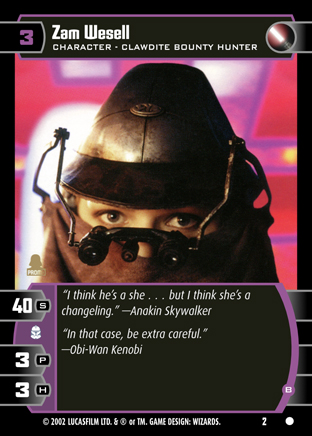 3
Zam Wesell
CHARACTER - CLAWDITE BOUNTY HUNTER
PROMO
40 S
"I think he's a she . . . but I think she's a
changeling." —Anakin Skywalker
"In that case, be extra careful."
—Obi-Wan Kenobi
3 P
3 H
B
© 2002 LUCASFILM LTD. & ® or TM. GAME DESIGN: WIZARDS.
2